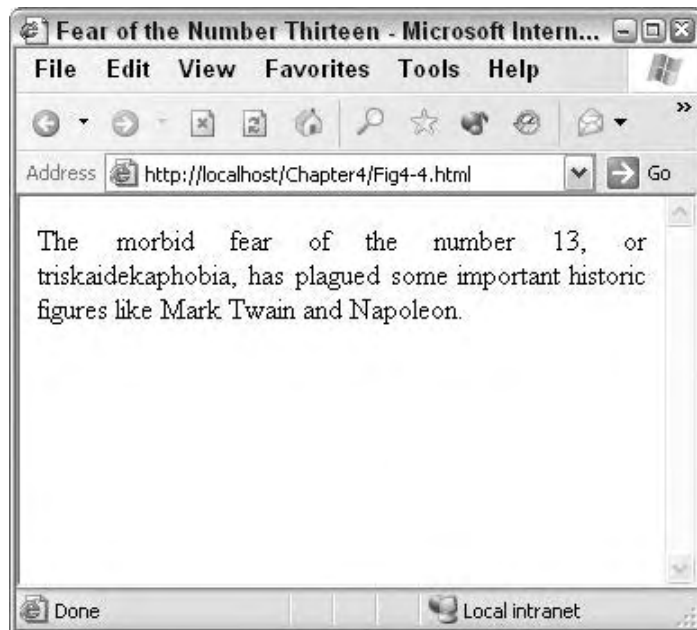 Fear of the Number Thirteen - Microsoft Intern...
File Edit View Favorites Tools Help
»
Address http://localhost/Chapter4/Fig4-4.html Go
The morbid fear of the number 13, or
triskaidekaphobia, has plagued some important historic
figures like Mark Twain and Napoleon.
Done Local intranet